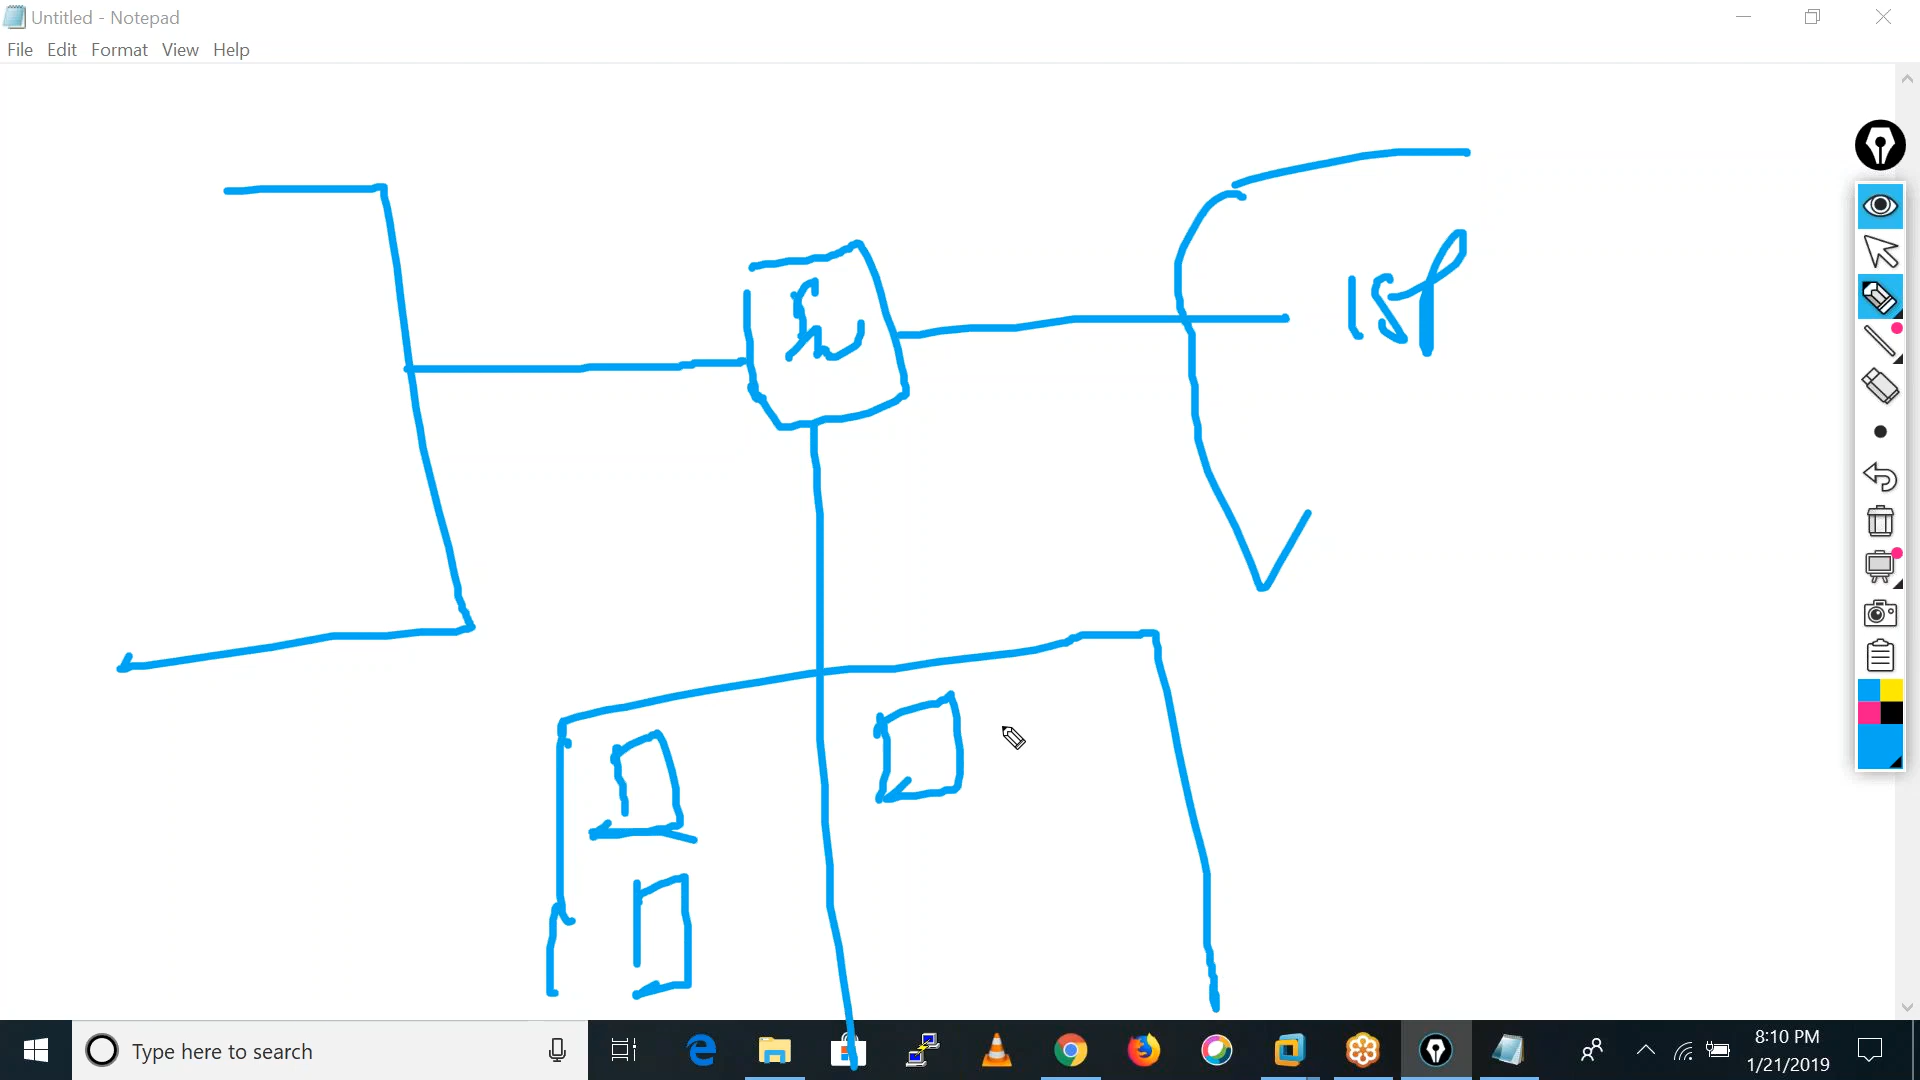 Untitled - Notepad
File Edit Format View Help
ISP
Type here to search
8:10 PM
1/21/2019